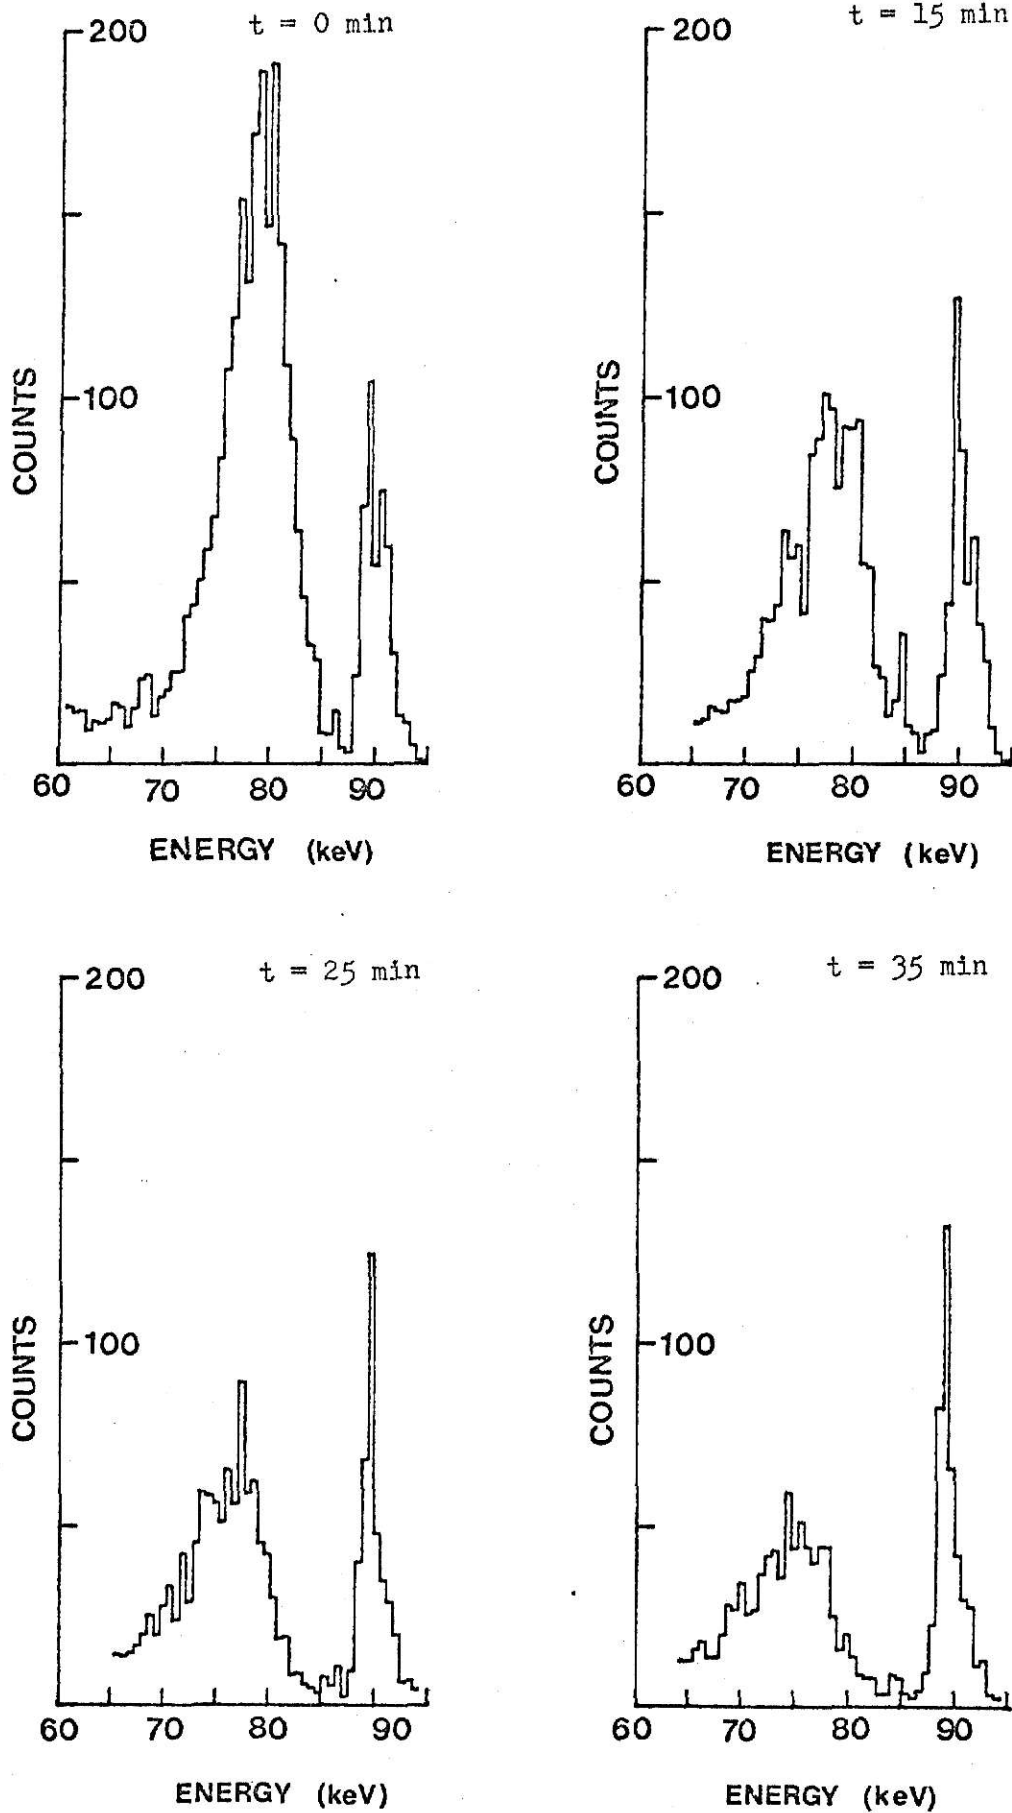 t = 0 min
200
100
COUNTS
60 70 80 90
ENERGY (keV)
t = 15 min
200
100
COUNTS
60 70 80 90
ENERGY (keV)
t = 25 min
200
100
COUNTS
60 70 80 90
ENERGY (keV)
t = 35 min
200
100
COUNTS
60 70 80 90
ENERGY (keV)